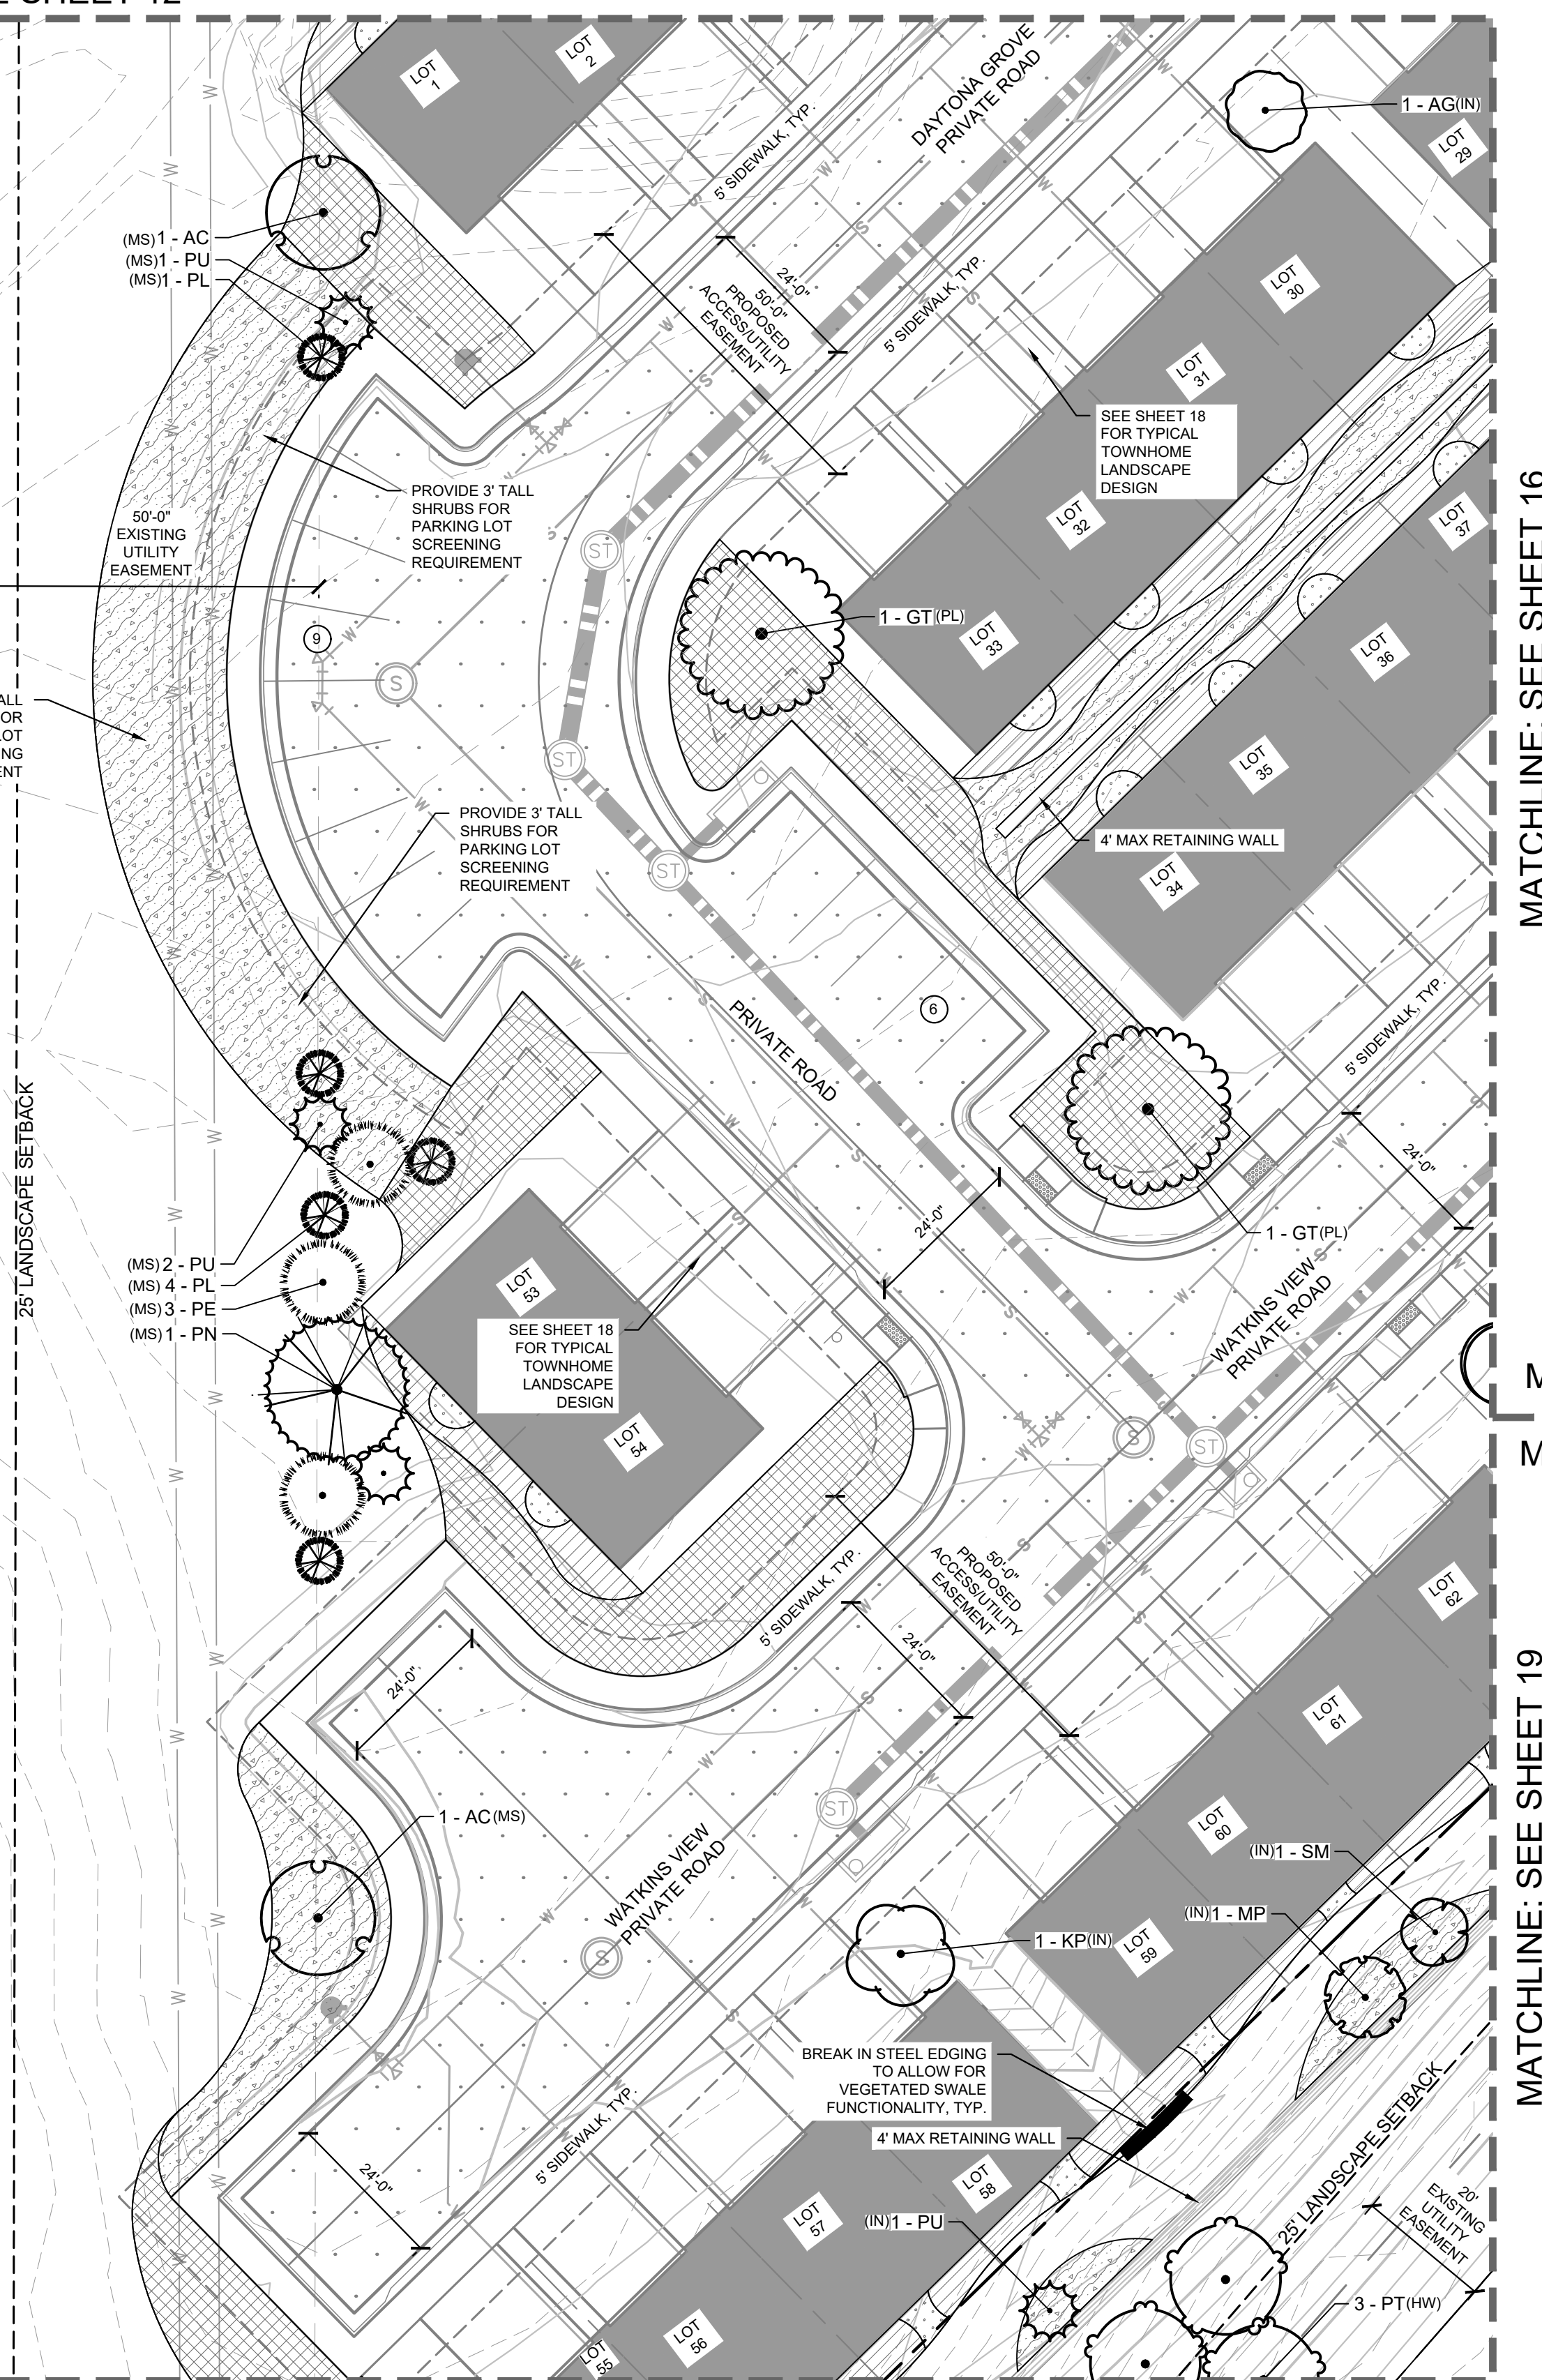 SHEET 12
LOT
1
LOT
2
DAYTONA GROVE
PRIVATE ROAD
5' SIDEWALK, TYP.
1 - AG(IN)
LOT
29
(MS)1 - AC
(MS)1 - PU
(MS)1 - PL
24'-0"
50'-0"
PROPOSED
ACCESS/UTILITY
EASEMENT
5' SIDEWALK, TYP.
LOT
30
LOT
31
SEE SHEET 18
FOR TYPICAL
TOWNHOME
LANDSCAPE
DESIGN
PROVIDE 3' TALL
SHRUBS FOR
PARKING LOT
SCREENING
REQUIREMENT
50'-0"
EXISTING
UTILITY
EASEMENT
LOT
32
LOT
37
MATCHLINE: SEE SHEET 16
ST
9
1 - GT(PL)
LOT
33
LOT
36
S
ALL
OR
LOT
NG
ENT
ST
LOT
35
PROVIDE 3' TALL
SHRUBS FOR
PARKING LOT
SCREENING
REQUIREMENT
4' MAX RETAINING WALL
ST
LOT
34
PRIVATE ROAD
6
5' SIDEWALK, TYP.
25' LANDSCAPE SETBACK
24'-0"
24'-0"
1 - GT(PL)
(MS)2 - PU
(MS)4 - PL
(MS)3 - PE
(MS)1 - PN
LOT
53
SEE SHEET 18
FOR TYPICAL
TOWNHOME
LANDSCAPE
DESIGN
LOT
54
WATKINS VIEW
PRIVATE ROAD
M
S
ST
M
50'-0"
PROPOSED
ACCESS/UTILITY
EASEMENT
5' SIDEWALK, TYP.
24'-0"
24'-0"
LOT
62
LOT
61
MATCHLINE: SEE SHEET 19
1 - AC(MS)
ST
LOT
60
(IN)1 - SM
WATKINS VIEW
PRIVATE ROAD
(IN)1 - MP
S
1 - KP(IN)
LOT
59
BREAK IN STEEL EDGING
TO ALLOW FOR
VEGETATED SWALE
FUNCTIONALITY, TYP.
4' MAX RETAINING WALL
5' SIDEWALK, TYP.
24'-0"
LOT
58
25' LANDSCAPE SETBACK
20'
EXISTING
UTILITY
EASEMENT
LOT
57
(IN)1 - PU
3 - PT(HW)
LOT
56
LOT
55